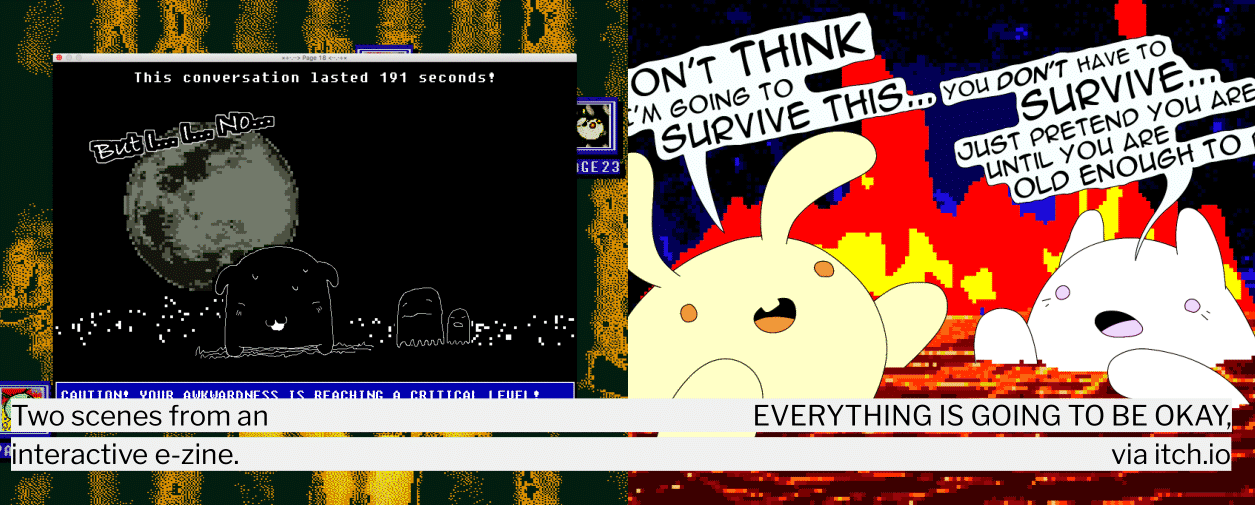 Page 18
This conversation lasted 191 seconds!
But I... I... NO...
GE23
CAUTION! YOUR AWKWARDNESS IS REACHING A CRITICAL LEVEL!
ON'T THINK
I'M GOING TO
SURVIVE THIS...
YOU DON'T HAVE TO
SURVIVE...
JUST PRETEND YOU ARE
UNTIL YOU ARE
OLD ENOUGH TO
Two scenes from an
interactive e-zine.
EVERYTHING IS GOING TO BE OKAY,
via itch.io